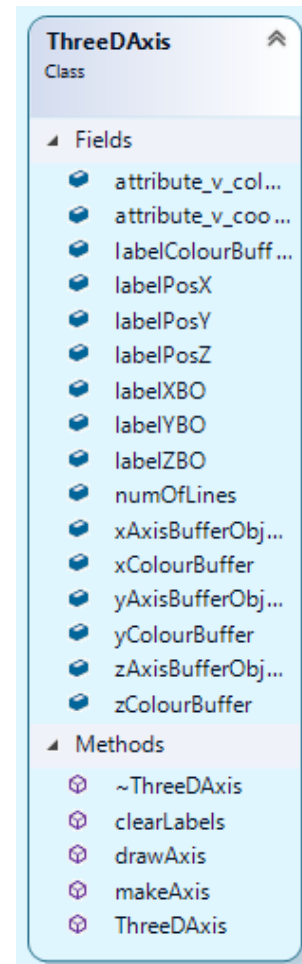 ThreeDAxis
Class
Fields
attribute_v_col...
attribute_v_coo...
labelColourBuff...
labelPosX
labelPosY
labelPosZ
labelXBO
labelYBO
labelZBO
numOfLines
xAxisBufferObj...
xColourBuffer
yAxisBufferObj...
yColourBuffer
zAxisBufferObj...
zColourBuffer
Methods
~ThreeDAxis
clearLabels
drawAxis
makeAxis
ThreeDAxis